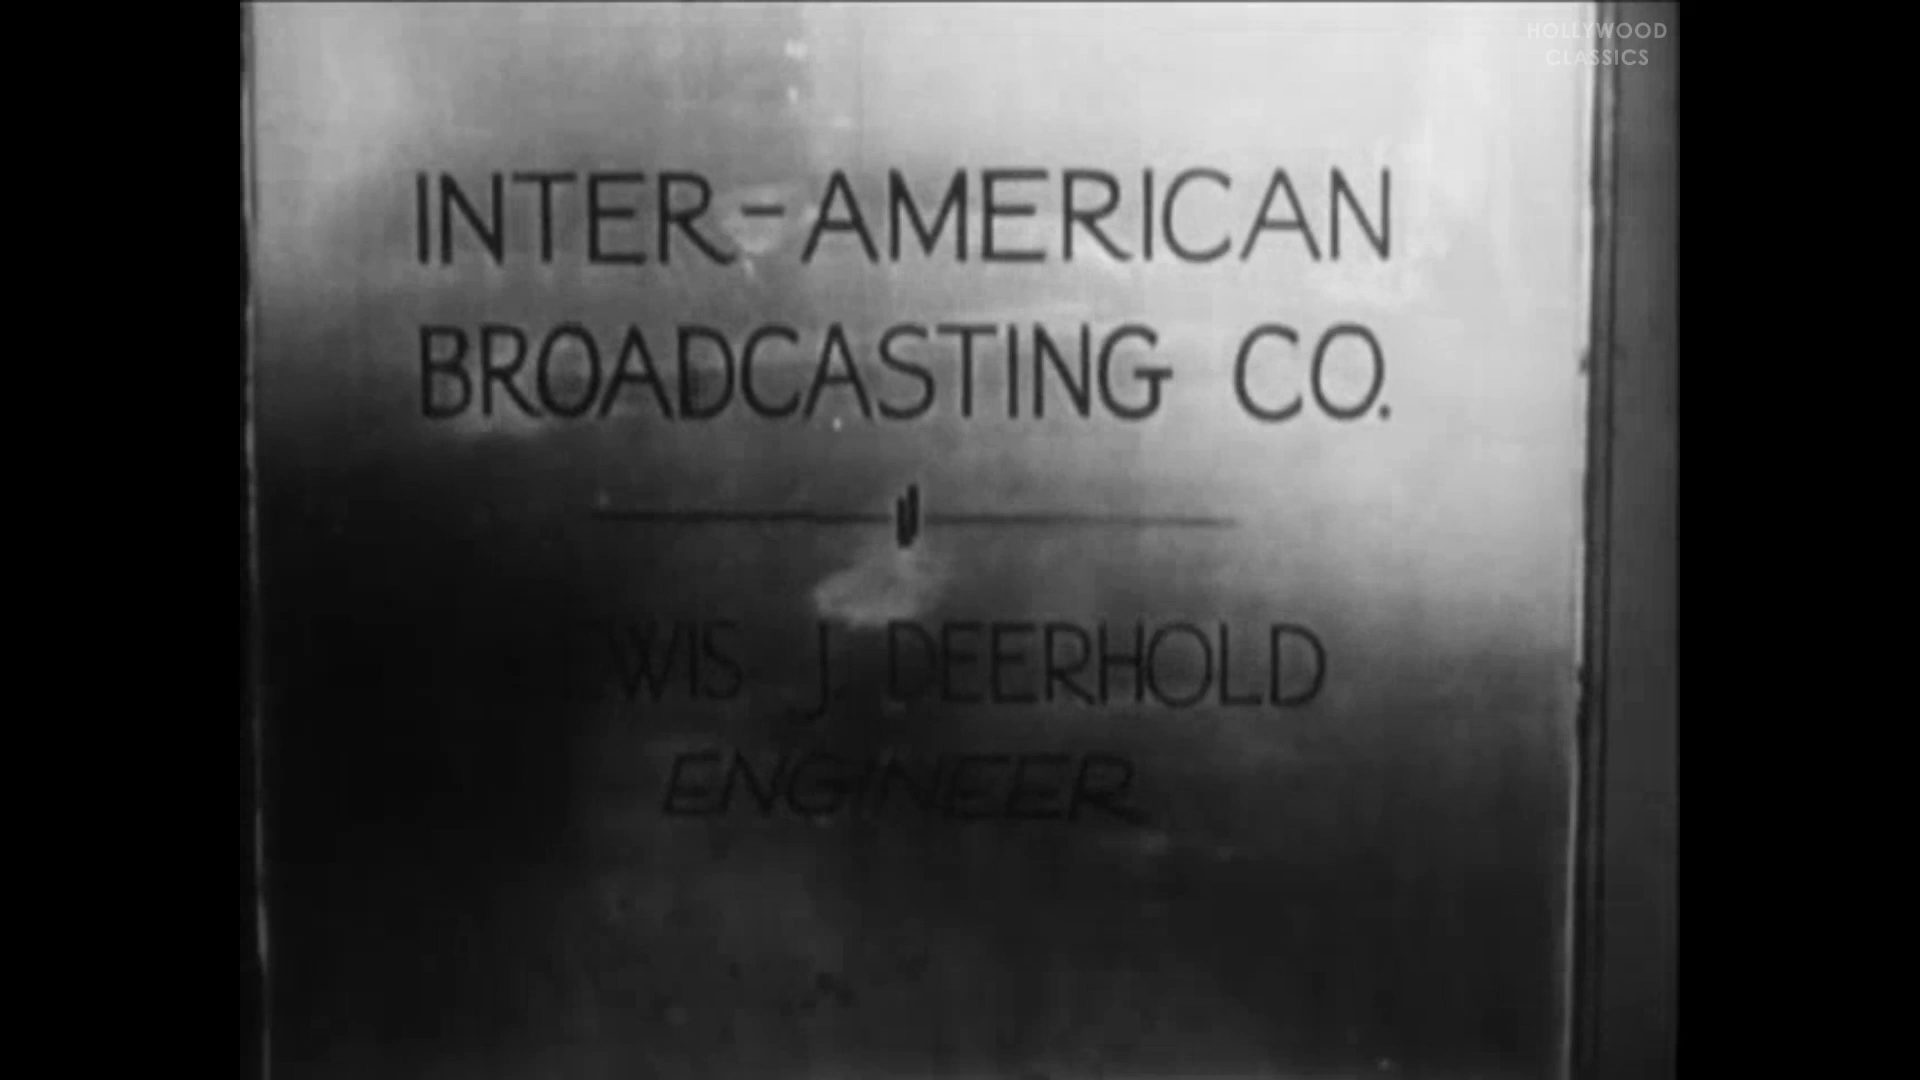 HOLLYWOOD
CLASSICS
INTER-AMERICAN
BROADCASTING CO.
J. DEERHOLD
ENGINEER